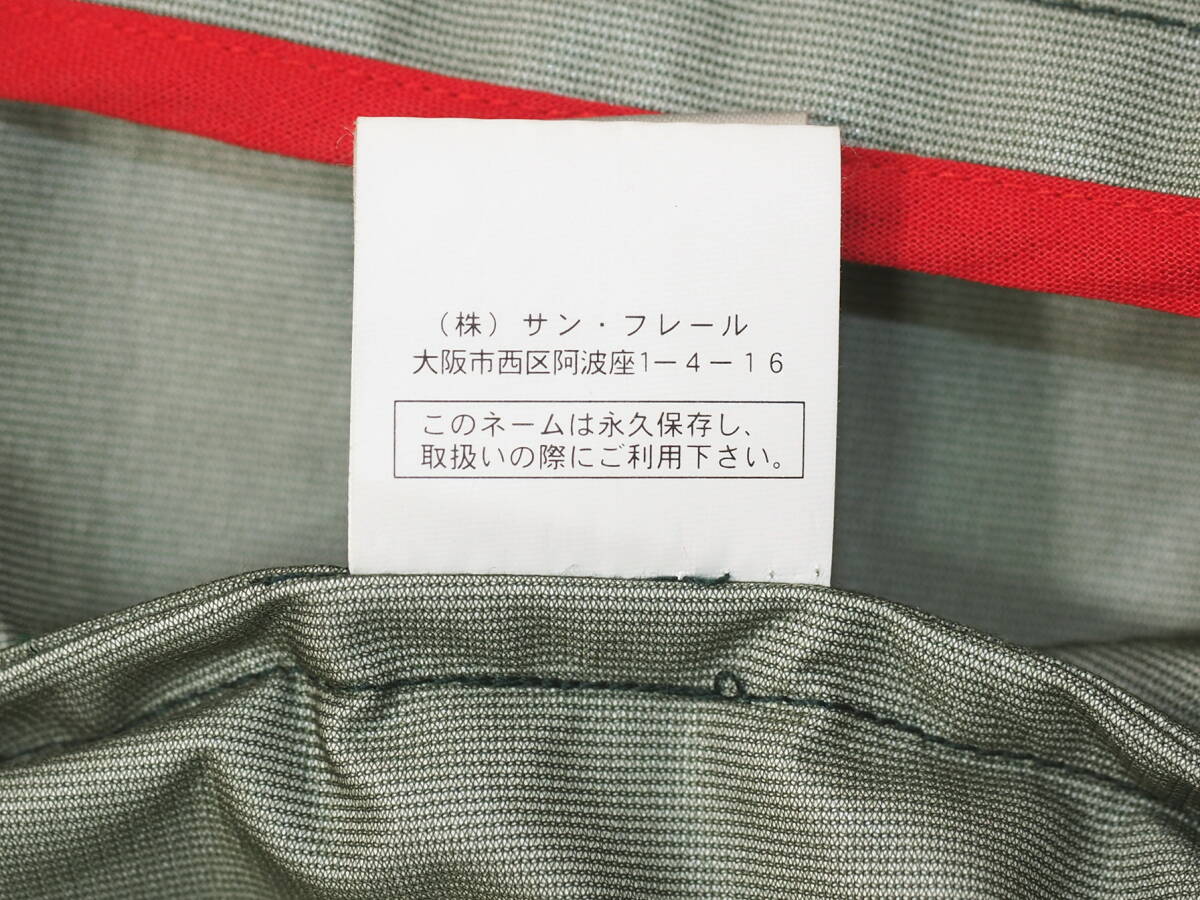 （株）サン・フレール
大阪市西区阿波座1－4－16
このネームは永久保存し、
取扱いの際にご利用下さい。